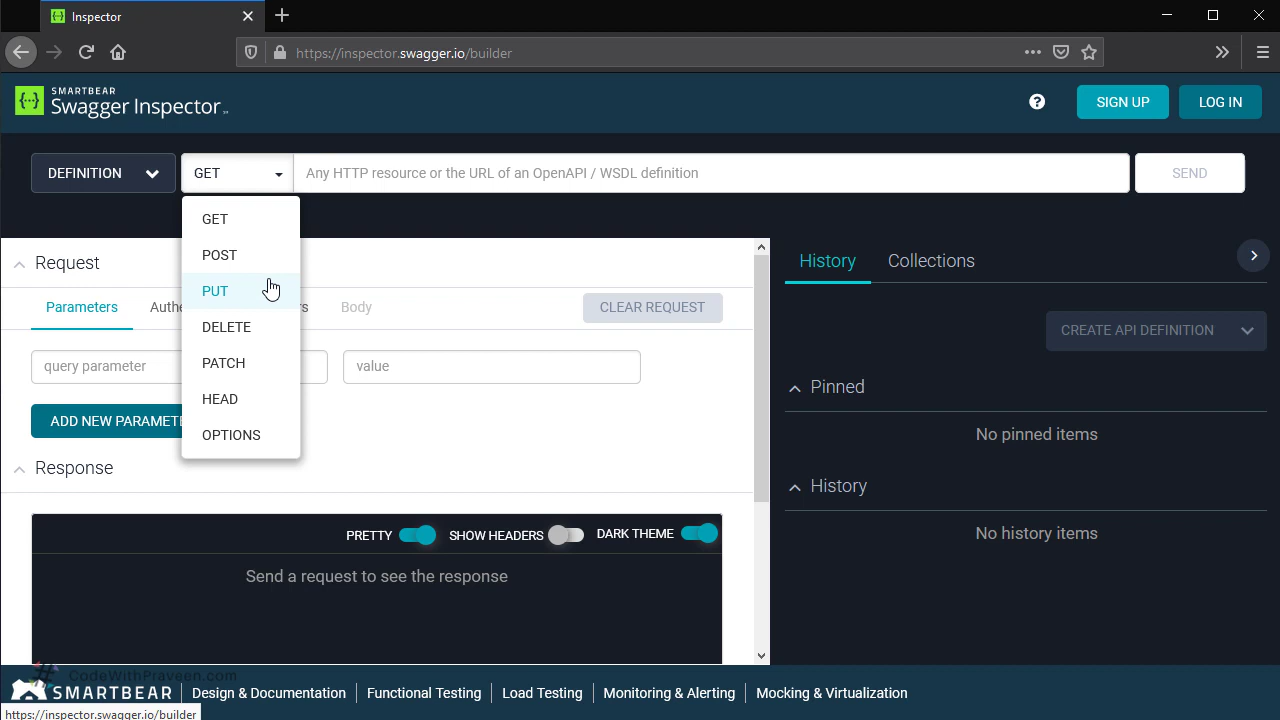 Inspector
https://inspector.swagger.io/builder
SMARTBEAR
Swagger Inspector
SIGN UP
LOG IN
DEFINITION
GET
Any HTTP resource or the URL of an OpenAPI / WSDL definition
SEND
GET
POST
PUT
DELETE
PATCH
HEAD
OPTIONS
Request
Parameters
Body
CLEAR REQUEST
query parameter
value
ADD NEW PARAMETE
Response
PRETTY
SHOW HEADERS
DARK THEME
Send a request to see the response
History
Collections
CREATE API DEFINITION
Pinned
No pinned items
History
No history items
# CodeWithPraveen.com
SMARTBEAR
Design & Documentation
Functional Testing
Load Testing
Monitoring & Alerting
Mocking & Virtualization
https://inspector.swagger.io/builder